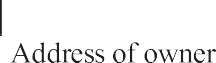 Address of owner